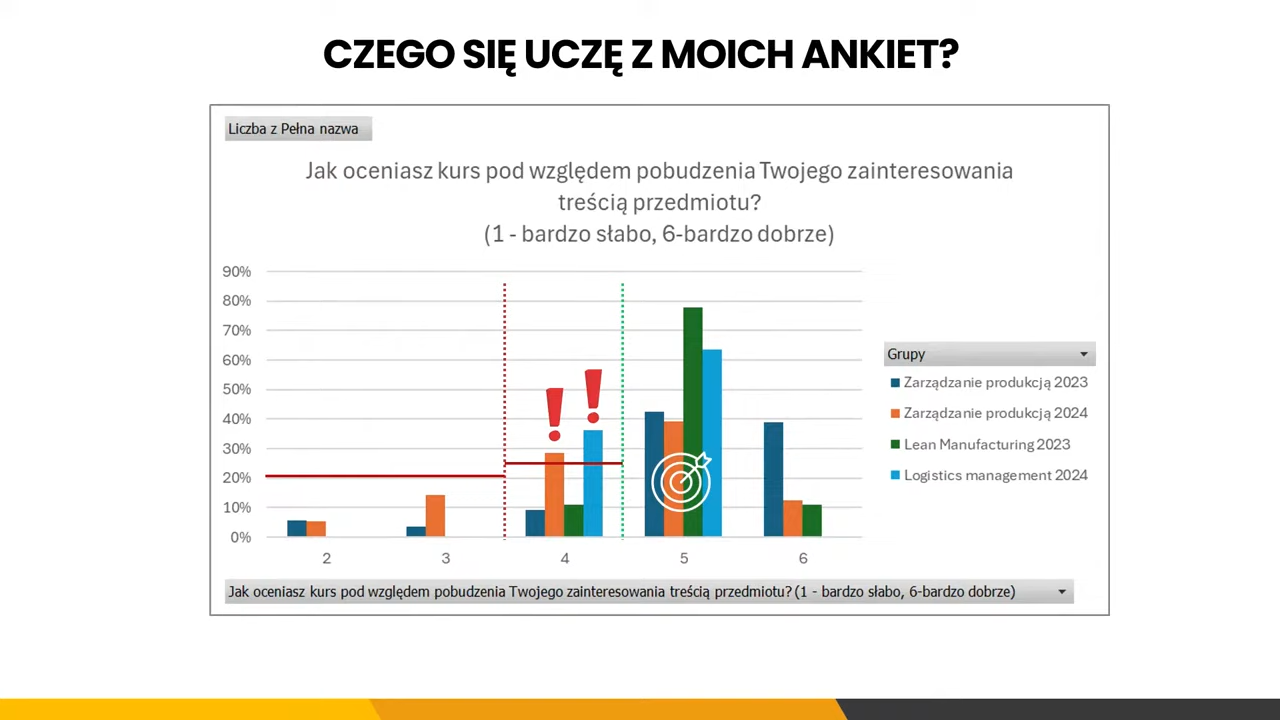 CZEGO SIĘ UCZĘ Z MOICH ANKIET?
Liczba z Pełna nazwa
Jak oceniasz kurs pod względem pobudzenia Twojego zainteresowania
treścią przedmiotu?
(1 - bardzo słabo, 6-bardzo dobrze)
90%
80%
70%
60%
50%
40%
30%
20%
10%
0%
2 3 4 5 6
Grupy
Zarządzanie produkcją 2023
Zarządzanie produkcją 2024
Lean Manufacturing 2023
Logistics management 2024
Jak oceniasz kurs pod względem pobudzenia Twojego zainteresowania treścią przedmiotu? (1 - bardzo słabo, 6-bardzo dobrze)